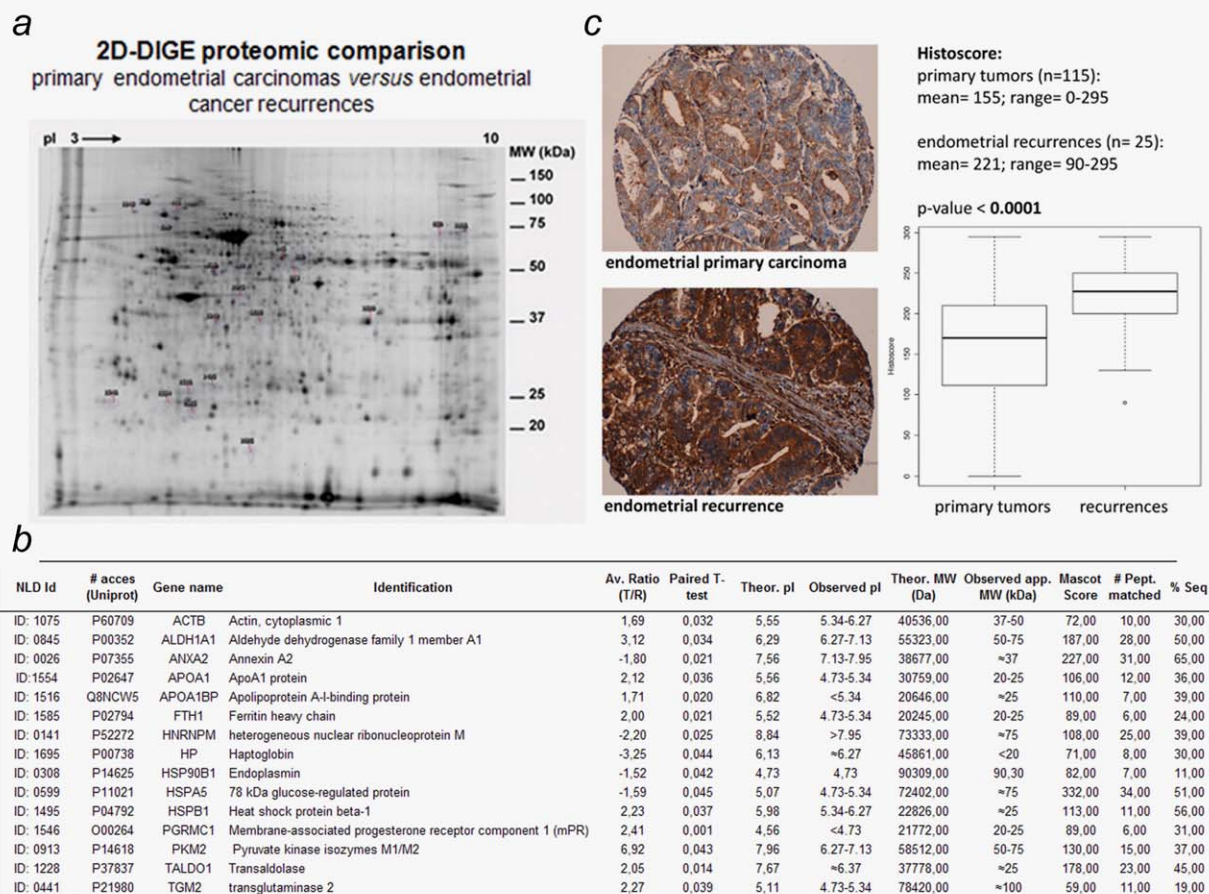 a
2D-DIGE proteomic comparison
primary endometrial carcinomas versus endometrial
cancer recurrences
pI 3 10
MW (kDa)
150
100
75
50
37
25
20
c
endometrial primary carcinoma
endometrial recurrence
Histoscore:
primary tumors (n=115):
mean= 155; range= 0-295
endometrial recurrences (n= 25):
mean= 221; range= 90-295
p-value < 0.0001
Histoscore
300
250
200
150
100
50
0
primary tumors recurrences
b
NLD Id # acces (Uniprot) Gene name Identification Av. Ratio (T/R) Paired T-test Theor. pI Observed pI Theor. MW (Da) Observed app. MW (kDa) Mascot Score # Pept. matched % Seq
ID: 1075 P60709 ACTB Actin, cytoplasmic 1 1,69 0,032 5,55 5.34-6.27 40536,00 37-50 72,00 10,00 30,00
ID: 0845 P00352 ALDH1A1 Aldehyde dehydrogenase family 1 member A1 3,12 0,034 6,29 6.27-7.13 55323,00 50-75 187,00 28,00 50,00
ID: 0026 P07355 ANXA2 Annexin A2 -1,80 0,021 7,56 7.13-7.95 38677,00 ≈37 227,00 31,00 65,00
ID:1554 P02647 APOA1 ApoA1 protein 2,12 0,036 5,56 4.73-5.34 30759,00 20-25 106,00 12,00 36,00
ID: 1516 Q8NCW5 APOA1BP Apolipoprotein A-I-binding protein 1,71 0,020 6,82 <5.34 20646,00 ≈25 110,00 7,00 39,00
ID: 1585 P02794 FTH1 Ferritin heavy chain 2,00 0,021 5,52 4.73-5.34 20245,00 20-25 89,00 6,00 24,00
ID: 0141 P52272 HNRNPM heterogeneous nuclear ribonucleoprotein M -2,20 0,025 8,84 >7.95 73333,00 ≈75 108,00 25,00 39,00
ID: 1695 P00738 HP Haptoglobin -3,25 0,044 6,13 ≈6.27 45861,00 <20 71,00 8,00 30,00
ID: 0308 P14625 HSP90B1 Endoplasmin -1,52 0,042 4,73 4,73 90309,00 90,30 82,00 7,00 11,00
ID: 0599 P11021 HSPA5 78 kDa glucose-regulated protein -1,59 0,045 5,07 4.73-5.34 72402,00 ≈75 332,00 34,00 51,00
ID: 1495 P04792 HSPB1 Heat shock protein beta-1 2,23 0,037 5,98 5.34-6.27 22826,00 ≈25 113,00 11,00 56,00
ID: 1546 O00264 PGRMC1 Membrane-associated progesterone receptor component 1 (mPR) 2,41 0,001 4,56 <4.73 21772,00 20-25 89,00 6,00 31,00
ID: 0913 P14618 PKM2 Pyruvate kinase isozymes M1/M2 6,92 0,043 7,96 6.27-7.13 58512,00 50-75 130,00 15,00 37,00
ID: 1228 P37837 TALDO1 Transaldolase 2,05 0,014 7,67 ≈6.37 37778,00 ≈25 178,00 23,00 45,00
ID: 0441 P21980 TGM2 transglutaminase 2 2,27 0,039 5,11 4.73-5.34 78420,00 ≈100 59,00 11,00 19,00